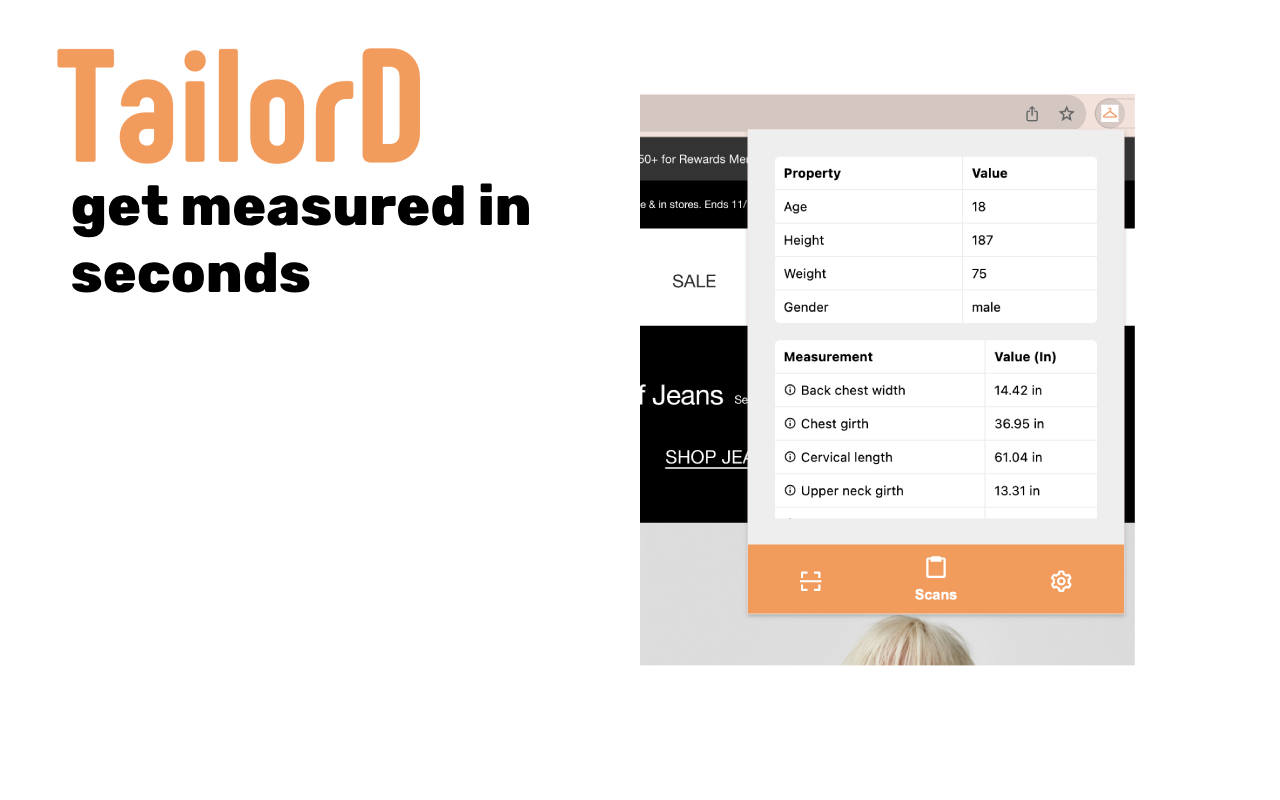 TailorD
get measured in
seconds
50+ for Rewards Me
e & in stores. Ends 11/
SALE
f Jeans Se
SHOP JEA
Property Value
Age 18
Height 187
Weight 75
Gender male
Measurement Value (In)
Back chest width 14.42 in
Chest girth 36.95 in
Cervical length 61.04 in
Upper neck girth 13.31 in
Scans